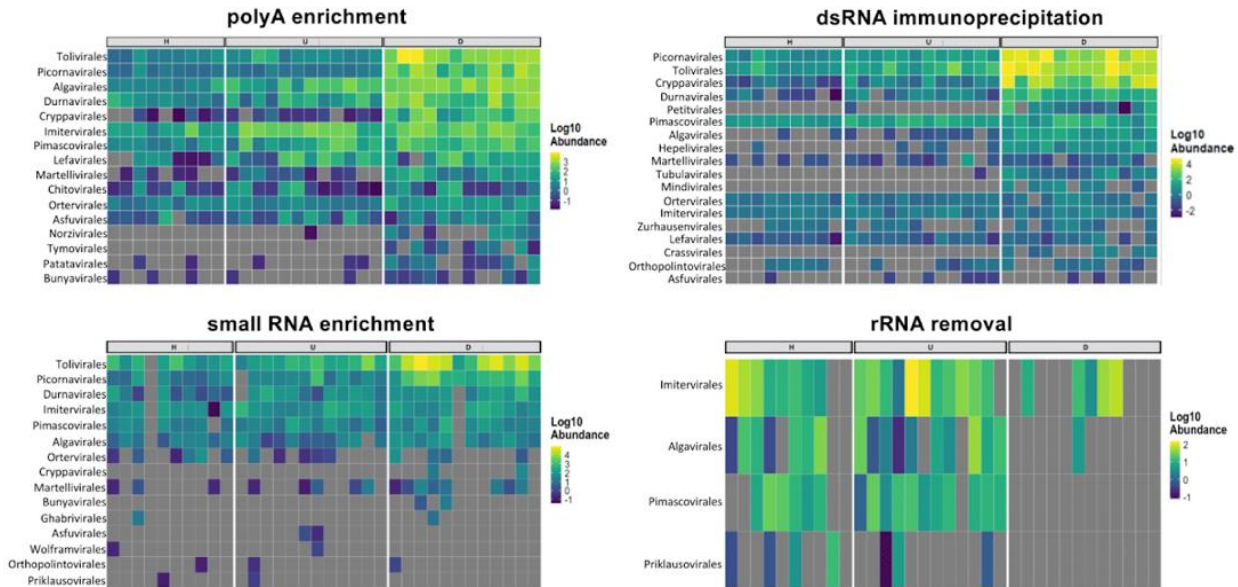 polyA enrichment
H U D
Tolivirales
Picornavirales
Algavirales
Durnavirales
Cryppavirales
Imitervirales
Pimascovirales
Lefavirales
Martellivirales
Chitovirales
Ortervirales
Asfuvirales
Norzivirales
Tymovirales
Patatavirales
Bunyavirales
Log10
Abundance
3
2
1
0
-1
dsRNA immunoprecipitation
H U D
Picornavirales
Tolivirales
Cryppavirales
Durnavirales
Petitvirales
Pimascovirales
Algavirales
Hepelivirales
Martellivirales
Tubulavirales
Mindivirales
Ortervirales
Imitervirales
Zurhausenvirales
Lefavirales
Crassvirales
Orthopolintovirales
Asfuvirales
Log10
Abundance
4
2
0
-2
small RNA enrichment
H U D
Tolivirales
Picornavirales
Durnavirales
Imitervirales
Pimascovirales
Algavirales
Ortervirales
Cryppavirales
Martellivirales
Bunyavirales
Ghabrivirales
Asfuvirales
Wolframvirales
Orthopolintovirales
Priklausovirales
Log10
Abundance
4
3
2
1
0
-1
rRNA removal
H U D
Imitervirales
Algavirales
Pimascovirales
Priklausovirales
Log10
Abundance
2
1
0
-1